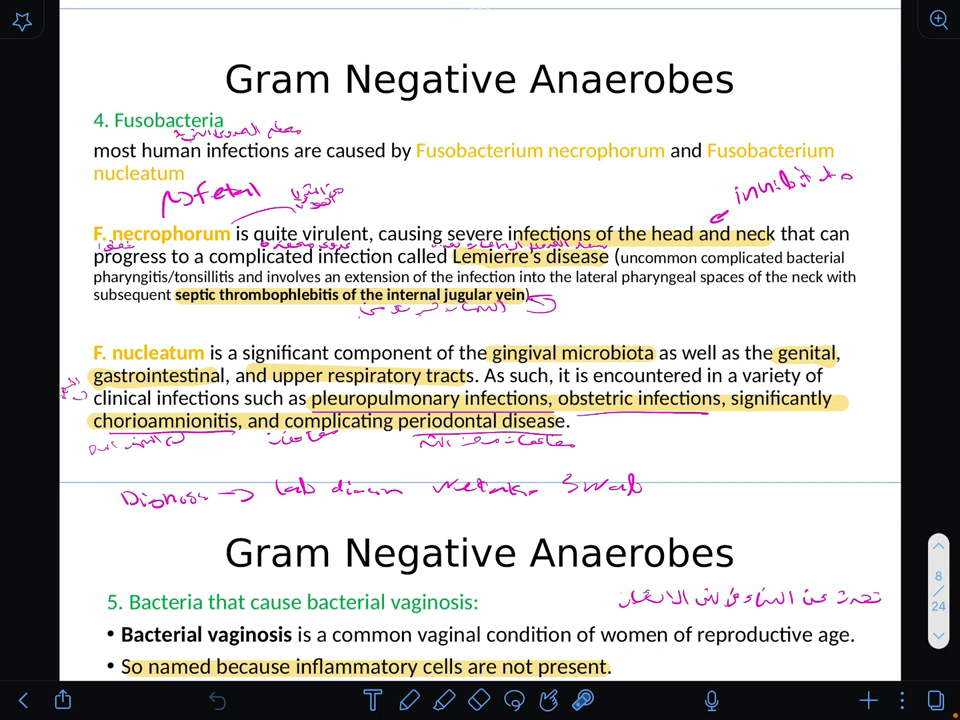 Gram Negative Anaerobes
4. Fusobacteria
most human infections are caused by Fusobacterium necrophorum and Fusobacterium
nucleatum
F. necrophorum is quite virulent, causing severe infections of the head and neck that can
progress to a complicated infection called Lemierre's disease (uncommon complicated bacterial
pharyngitis/tonsillitis and involves an extension of the infection into the lateral pharyngeal spaces of the neck with
subsequent septic thrombophlebitis of the internal jugular vein)
F. nucleatum is a significant component of the gingival microbiota as well as the genital,
gastrointestinal, and upper respiratory tracts. As such, it is encountered in a variety of
clinical infections such as pleuropulmonary infections, obstetric infections, significantly
chorioamnionitis, and complicating periodontal disease.
Swab
Gram Negative Anaerobes
5. Bacteria that cause bacterial vaginosis:
• Bacterial vaginosis is a common vaginal condition of women of reproductive age.
• So named because inflammatory cells are not present.
8
/
24